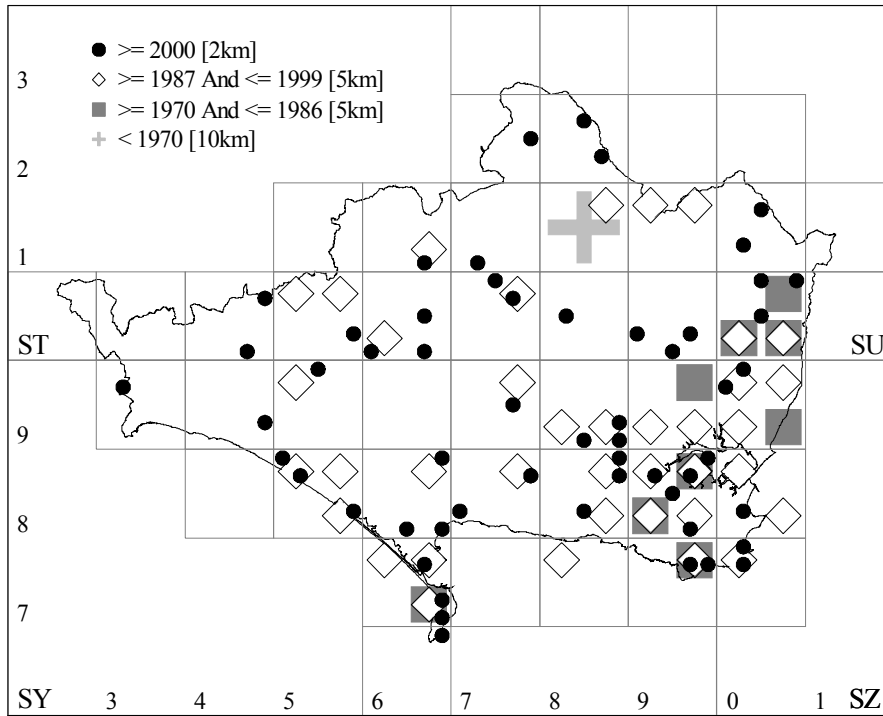 >= 2000 [2km]
>= 1987 And <= 1999 [5km]
>= 1970 And <= 1986 [5km]
< 1970 [10km]
3
2
1
ST SU
9
8
7
SY 3 4 5 6 7 8 9 0 1 SZ